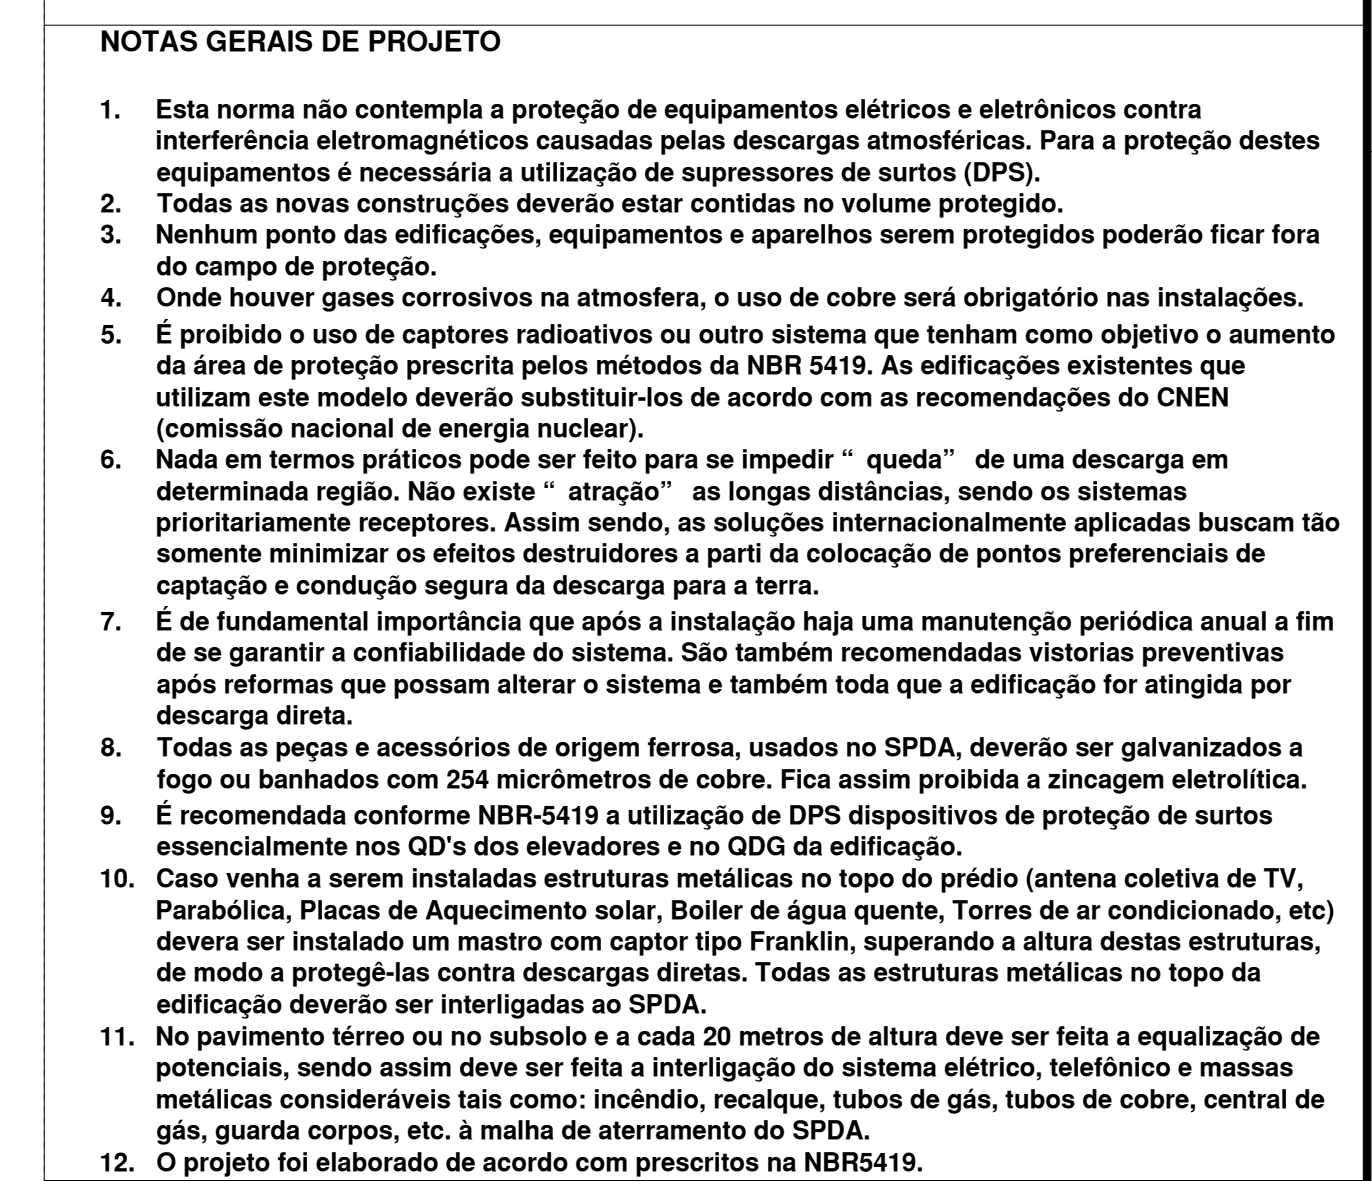 NOTAS GERAIS DE PROJETO
1. Esta norma não contempla a proteção de equipamentos elétricos e eletrônicos contra
interferência eletromagnéticos causadas pelas descargas atmosféricas. Para a proteção destes
equipamentos é necessária a utilização de supressores de surtos (DPS).
2. Todas as novas construções deverão estar contidas no volume protegido.
3. Nenhum ponto das edificações, equipamentos e aparelhos serem protegidos poderão ficar fora
do campo de proteção.
4. Onde houver gases corrosivos na atmosfera, o uso de cobre será obrigatório nas instalações.
5. É proibido o uso de captores radioativos ou outro sistema que tenham como objetivo o aumento
da área de proteção prescrita pelos métodos da NBR 5419. As edificações existentes que
utilizam este modelo deverão substituir-los de acordo com as recomendações do CNEN
(comissão nacional de energia nuclear).
6. Nada em termos práticos pode ser feito para se impedir “ queda” de uma descarga em
determinada região. Não existe “ atração” as longas distâncias, sendo os sistemas
prioritariamente receptores. Assim sendo, as soluções internacionalmente aplicadas buscam tão
somente minimizar os efeitos destruidores a parti da colocação de pontos preferenciais de
captação e condução segura da descarga para a terra.
7. É de fundamental importância que após a instalação haja uma manutenção periódica anual a fim
de se garantir a confiabilidade do sistema. São também recomendadas vistorias preventivas
após reformas que possam alterar o sistema e também toda que a edificação for atingida por
descarga direta.
8. Todas as peças e acessórios de origem ferrosa, usados no SPDA, deverão ser galvanizados a
fogo ou banhados com 254 micrômetros de cobre. Fica assim proibida a zincagem eletrolítica.
9. É recomendada conforme NBR-5419 a utilização de DPS dispositivos de proteção de surtos
essencialmente nos QD's dos elevadores e no QDG da edificação.
10. Caso venha a serem instaladas estruturas metálicas no topo do prédio (antena coletiva de TV,
Parabólica, Placas de Aquecimento solar, Boiler de água quente, Torres de ar condicionado, etc)
devera ser instalado um mastro com captor tipo Franklin, superando a altura destas estruturas,
de modo a protegê-las contra descargas diretas. Todas as estruturas metálicas no topo da
edificação deverão ser interligadas ao SPDA.
11. No pavimento térreo ou no subsolo e a cada 20 metros de altura deve ser feita a equalização de
potenciais, sendo assim deve ser feita a interligação do sistema elétrico, telefônico e massas
metálicas consideráveis tais como: incêndio, recalque, tubos de gás, tubos de cobre, central de
gás, guarda corpos, etc. à malha de aterramento do SPDA.
12. O projeto foi elaborado de acordo com prescritos na NBR5419.